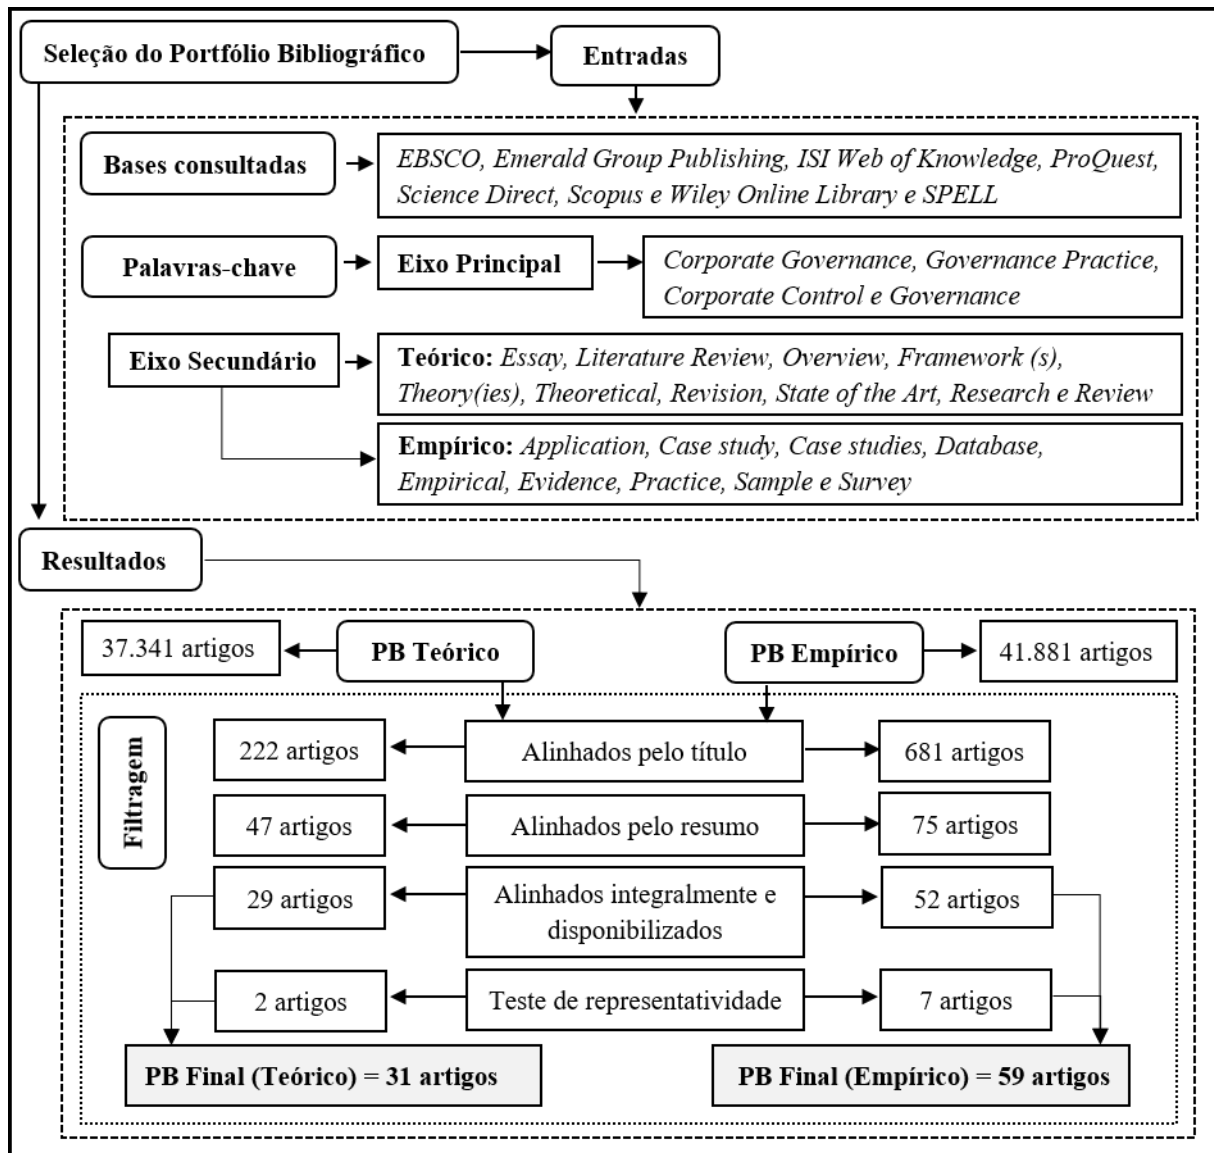 Seleção do Portfólio Bibliográfico
Entradas
Bases consultadas
EBSCO, Emerald Group Publishing, ISI Web of Knowledge, ProQuest,
Science Direct, Scopus e Wiley Online Library e SPELL
Palavras-chave
Eixo Principal
Corporate Governance, Governance Practice,
Corporate Control e Governance
Eixo Secundário
Teórico: Essay, Literature Review, Overview, Framework (s),
Theory(ies), Theoretical, Revision, State of the Art, Research e Review
Empírico: Application, Case study, Case studies, Database,
Empirical, Evidence, Practice, Sample e Survey
Resultados
37.341 artigos
PB Teórico
PB Empírico
41.881 artigos
Filtragem
222 artigos
Alinhados pelo título
681 artigos
47 artigos
Alinhados pelo resumo
75 artigos
29 artigos
Alinhados integralmente e
disponibilizados
52 artigos
2 artigos
Teste de representatividade
7 artigos
PB Final (Teórico) = 31 artigos
PB Final (Empírico) = 59 artigos